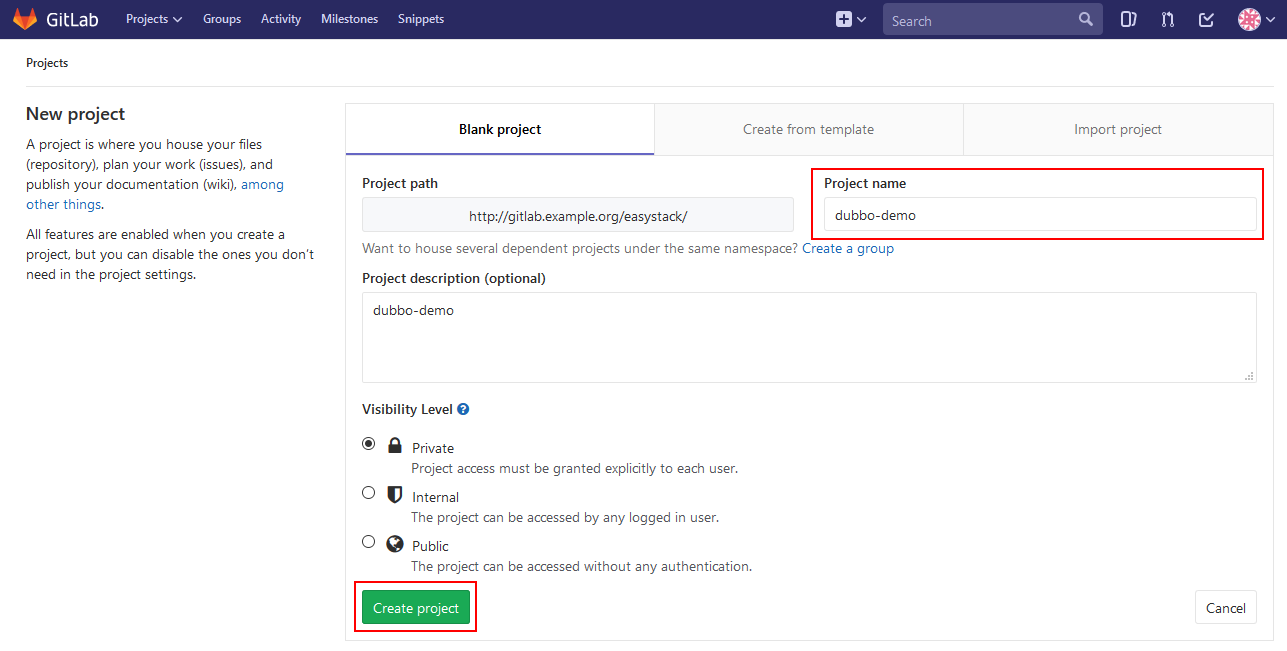 GitLab Projects Groups Activity Milestones Snippets Search
Projects
New project
A project is where you house your files
(repository), plan your work (issues), and
publish your documentation (wiki), among
other things.
All features are enabled when you create a
project, but you can disable the ones you don't
need in the project settings.
Blank project Create from template Import project
Project path Project name
http://gitlab.example.org/easystack/ dubbo-demo
Want to house several dependent projects under the same namespace? Create a group
Project description (optional)
dubbo-demo
Visibility Level ?
Private
Project access must be granted explicitly to each user.
Internal
The project can be accessed by any logged in user.
Public
The project can be accessed without any authentication.
Create project Cancel